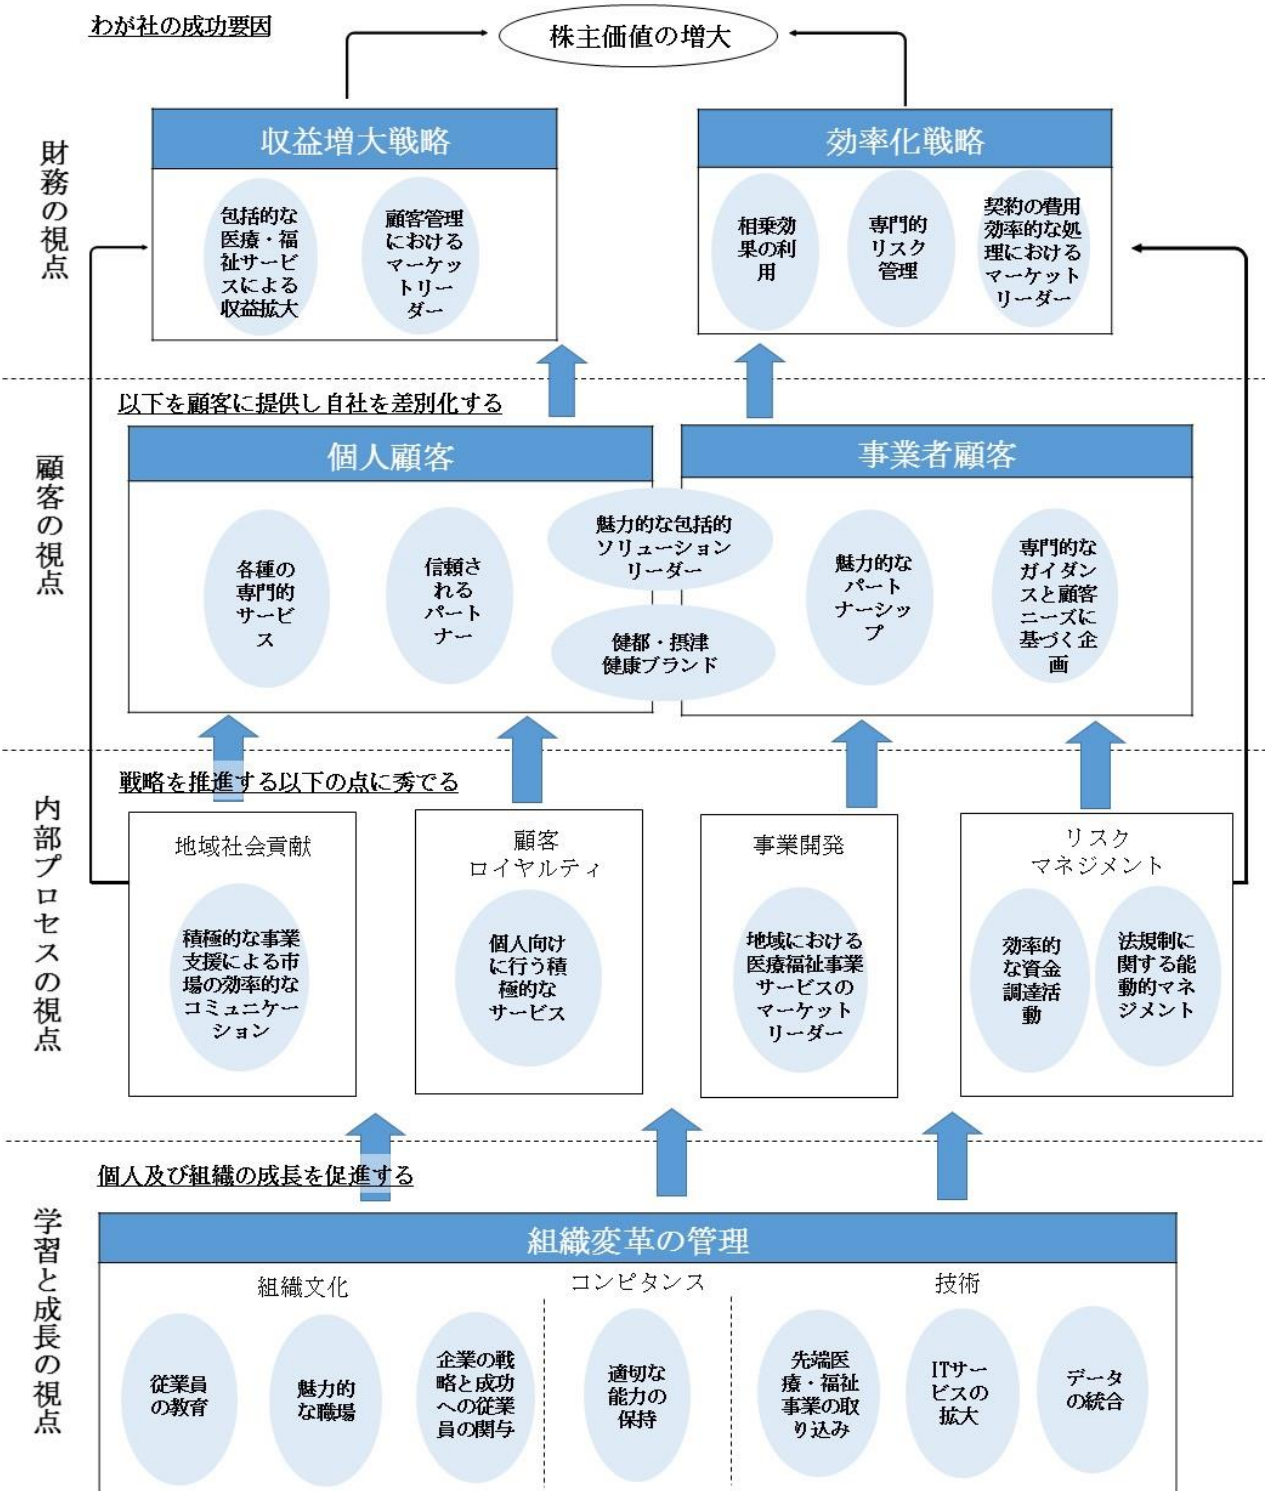 わが社の成功要因
株主価値の増大
財務の視点
収益増大戦略
包括的な
医療・福
祉サービ
スによる
収益拡大
顧客管理
における
マーケッ
トリー
ダー
効率化戦略
相乗効
果の利
用
専門的
リスク
管理
契約の費用
効率的な処
理における
マーケット
リーダー
以下を顧客に提供し自社を差別化する
顧客の視点
個人顧客
各種の
専門的
サービ
ス
信頼さ
れる
パート
ナー
魅力的な包括的
ソリューション
リーダー
健都・摂津
健康ブランド
事業者顧客
魅力的な
パート
ナーシッ
プ
専門的な
ガイダン
スと顧客
ニーズに
基づく企
画
戦略を推進する以下の点に秀でる
内部プロセスの視点
地域社会貢献
積極的な事業
支援による市
場の効率的な
コミュニケー
ション
顧客
ロイヤルティ
個人向け
に行う積
極的な
サービス
事業開発
地域における
医療福祉事業
サービスの
マーケット
リーダー
リスク
マネジメント
効率的
な資金
調達活
動
法規制に
関する能
動的マネ
ジメント
個人及び組織の成長を促進する
学習と成長の視点
組織変革の管理
組織文化
従業員
の教育
魅力的
な職場
企業の戦
略と成功
への従業
員の関与
コンピタンス
適切な
能力の
保持
技術
先端医
療・福祉
事業の取
り込み
ITサー
ビスの
拡大
データ
の統合